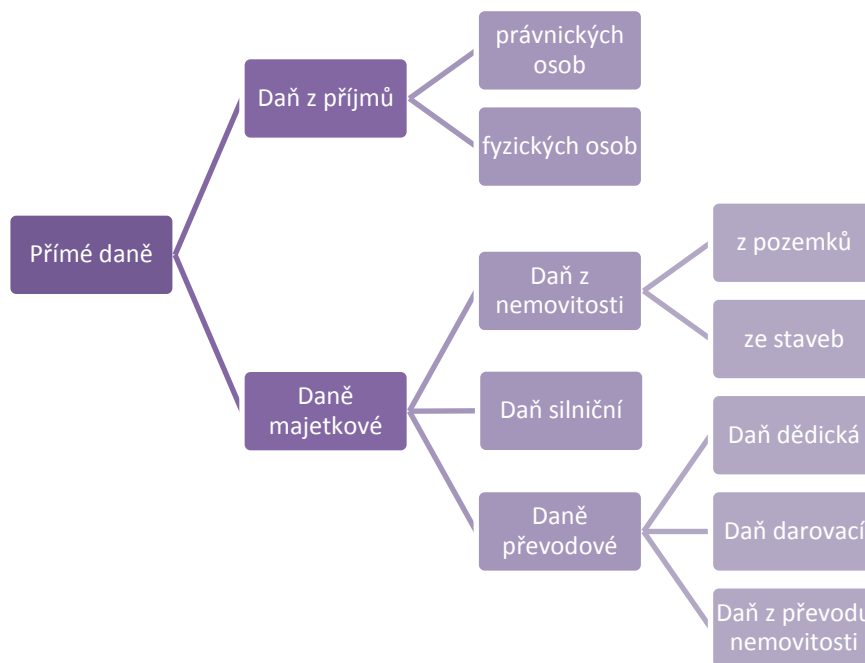 Přímé daně
Daň z příjmů
právnických
osob
fyzických osob
Daně
majetkové
Daň z
nemovitosti
z pozemků
ze staveb
Daň silniční
Daně
převodové
Daň dědická
Daň darovací
Daň z převodu
nemovitosti